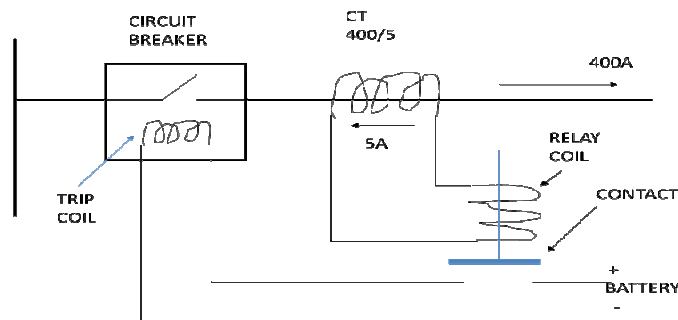 CIRCUIT
BREAKER
CT
400/5
400A
5A
RELAY
COIL
TRIP
COIL
CONTACT
+
BATTERY
-